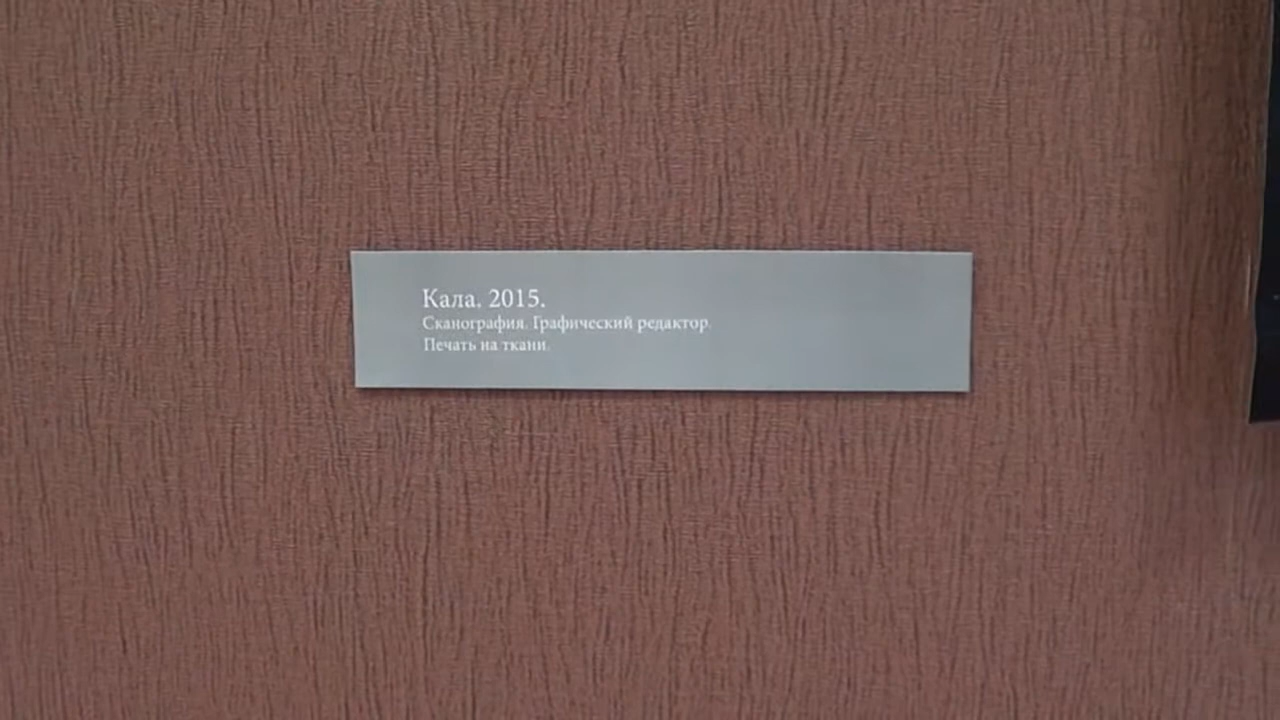 Кала. 2015.
Сканография. Графический редактор.
Печать на ткани.